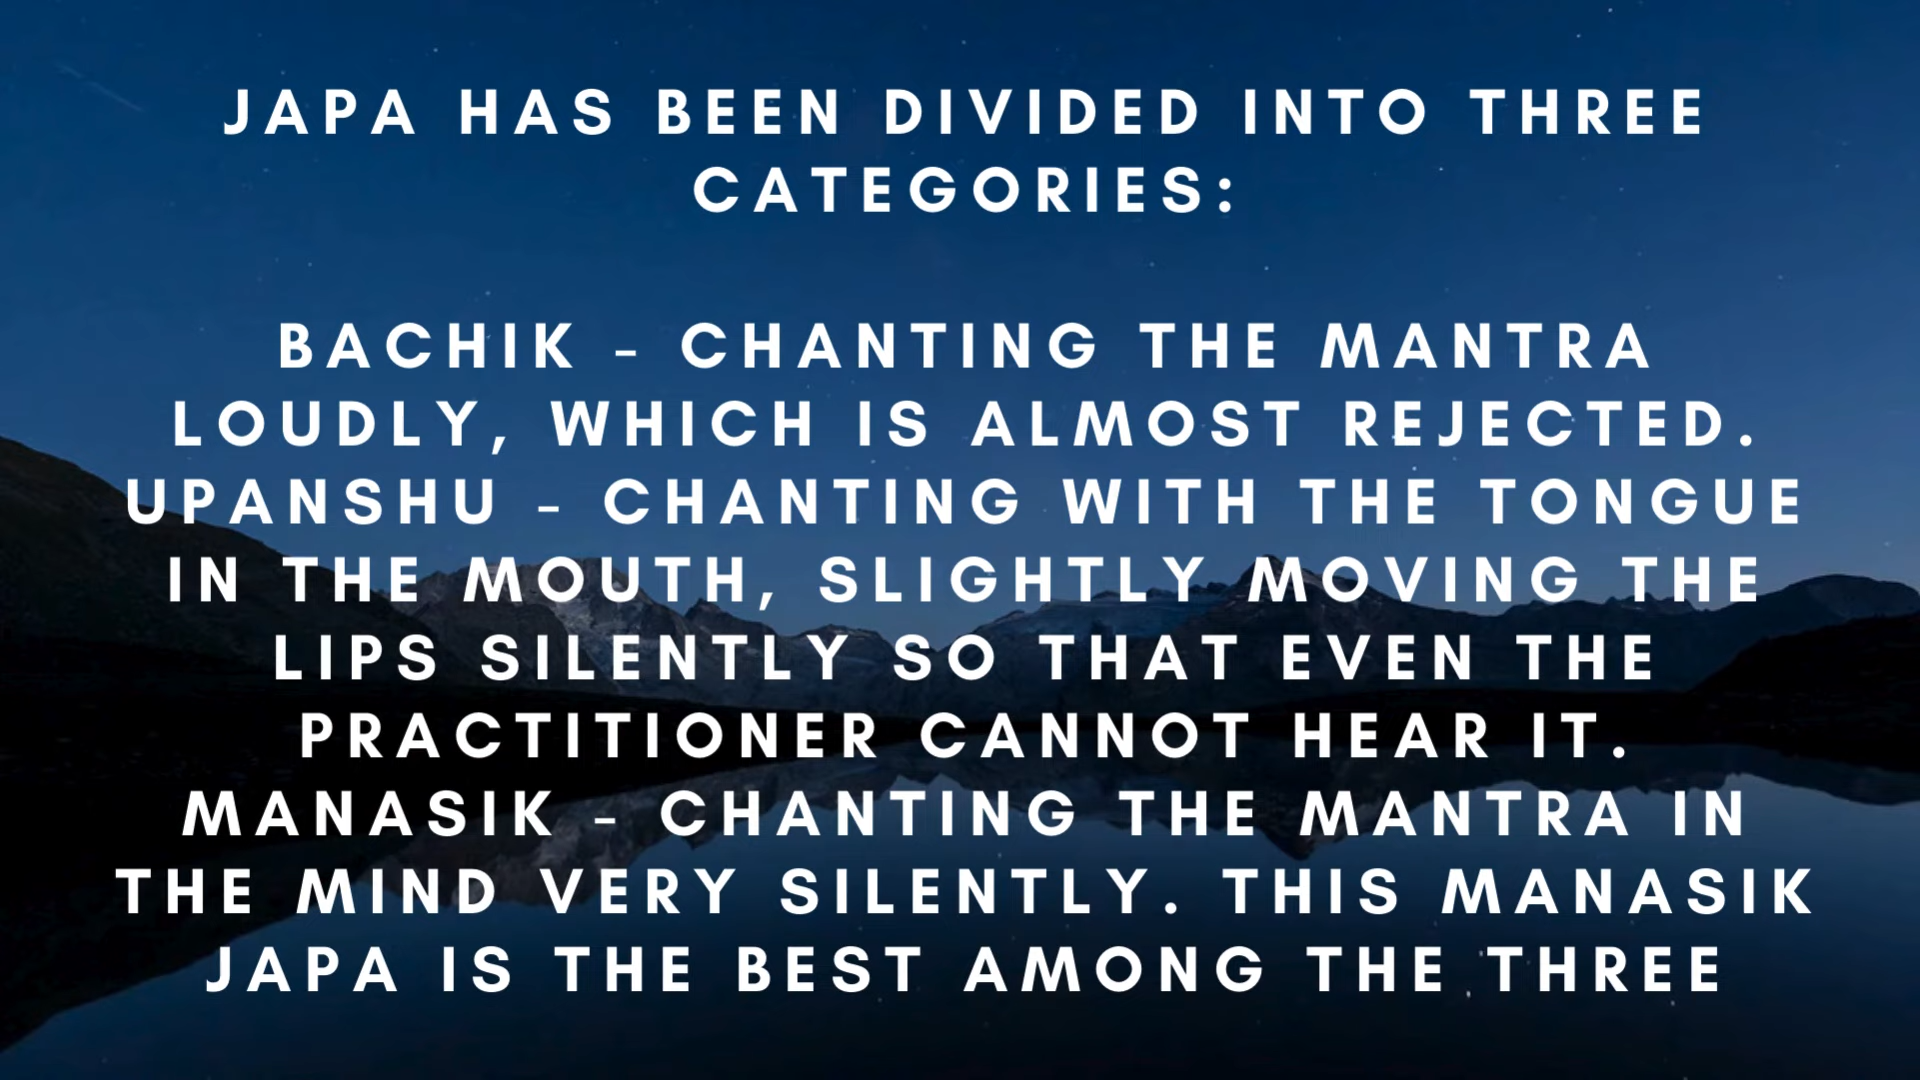 JAPA HAS BEEN DIVIDED INTO THREE
CATEGORIES:
BACHIK - CHANTING THE MANTRA
LOUDLY, WHICH IS ALMOST REJECTED.
UPANSHU - CHANTING WITH THE TONGUE
IN THE MOUTH, SLIGHTLY MOVING THE
LIPS SILENTLY SO THAT EVEN THE
PRACTITIONER CANNOT HEAR IT.
MANASIK - CHANTING THE MANTRA IN
THE MIND VERY SILENTLY. THIS MANASIK
JAPA IS THE BEST AMONG THE THREE